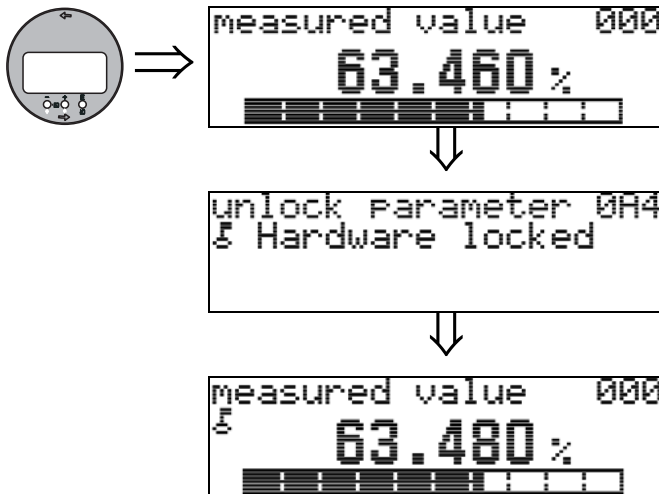 measured value 000
63.460 %
unlock parameter 0A4
Hardware locked
measured value 000
63.480 %